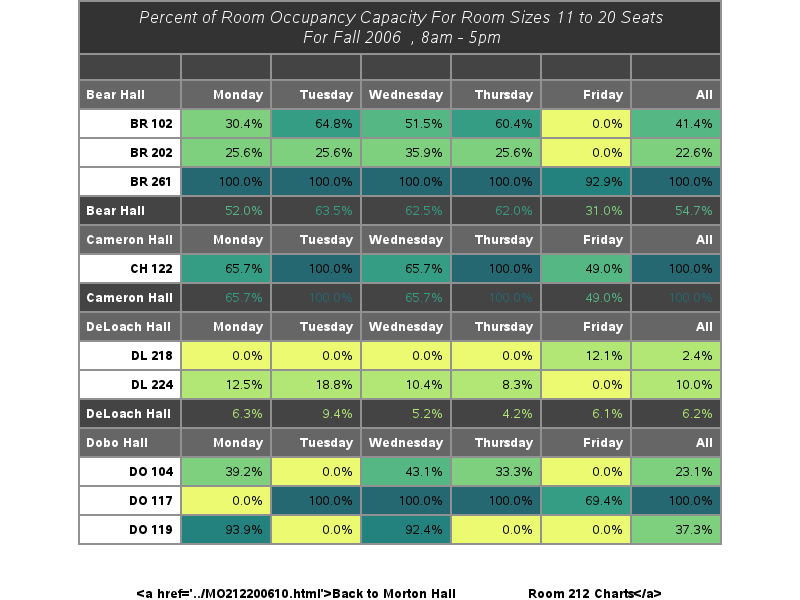 Percent of Room Occupancy Capacity For Room Sizes 11 to 20 Seats
For Fall 2006 , 8am - 5pm
Bear Hall Monday Tuesday Wednesday Thursday Friday All
BR 102 30.4% 64.8% 51.5% 60.4% 0.0% 41.4%
BR 202 25.6% 25.6% 35.9% 25.6% 0.0% 22.6%
BR 261 100.0% 100.0% 100.0% 100.0% 92.9% 100.0%
Bear Hall 52.0% 63.5% 62.5% 62.0% 31.0% 54.7%
Cameron Hall Monday Tuesday Wednesday Thursday Friday All
CH 122 65.7% 100.0% 65.7% 100.0% 49.0% 100.0%
Cameron Hall 65.7% 100.0% 65.7% 100.0% 49.0% 100.0%
DeLoach Hall Monday Tuesday Wednesday Thursday Friday All
DL 218 0.0% 0.0% 0.0% 0.0% 12.1% 2.4%
DL 224 12.5% 18.8% 10.4% 8.3% 0.0% 10.0%
DeLoach Hall 6.3% 9.4% 5.2% 4.2% 6.1% 6.2%
Dobo Hall Monday Tuesday Wednesday Thursday Friday All
DO 104 39.2% 0.0% 43.1% 33.3% 0.0% 23.1%
DO 117 0.0% 100.0% 100.0% 100.0% 69.4% 100.0%
DO 119 93.9% 0.0% 92.4% 0.0% 0.0% 37.3%
<a href='../MO212200610.html'>Back to Morton Hall Room 212 Charts</a>